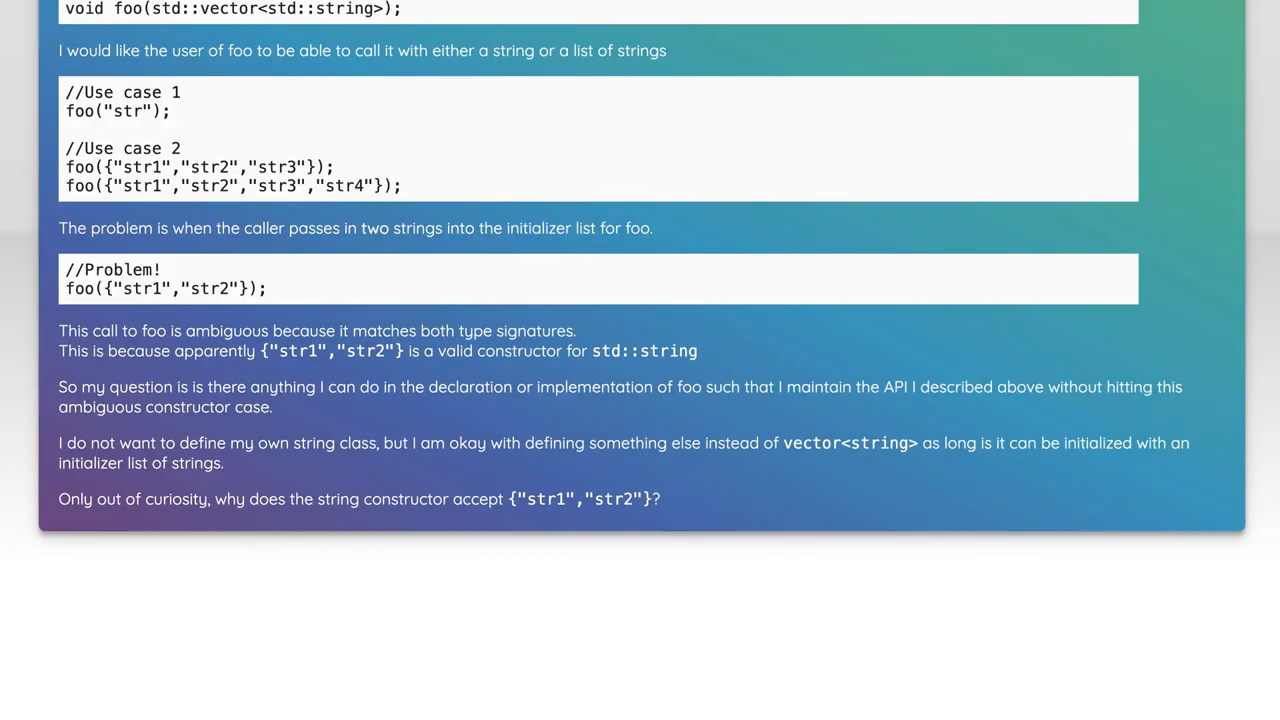 void foo(std::vector<std::string>);
I would like the user of foo to be able to call it with either a string or a list of strings
//Use case 1
foo("str");
//Use case 2
foo({"str1","str2","str3"});
foo({"str1","str2","str3","str4"});
The problem is when the caller passes in two strings into the initializer list for foo.
//Problem!
foo({"str1","str2"});
This call to foo is ambiguous because it matches both type signatures.
This is because apparently {"str1","str2"} is a valid constructor for std::string
So my question is is there anything I can do in the declaration or implementation of foo such that I maintain the API I described above without hitting this
ambiguous constructor case.
I do not want to define my own string class, but I am okay with defining something else instead of vector<string> as long is it can be initialized with an
initializer list of strings.
Only out of curiosity, why does the string constructor accept {"str1","str2"}?